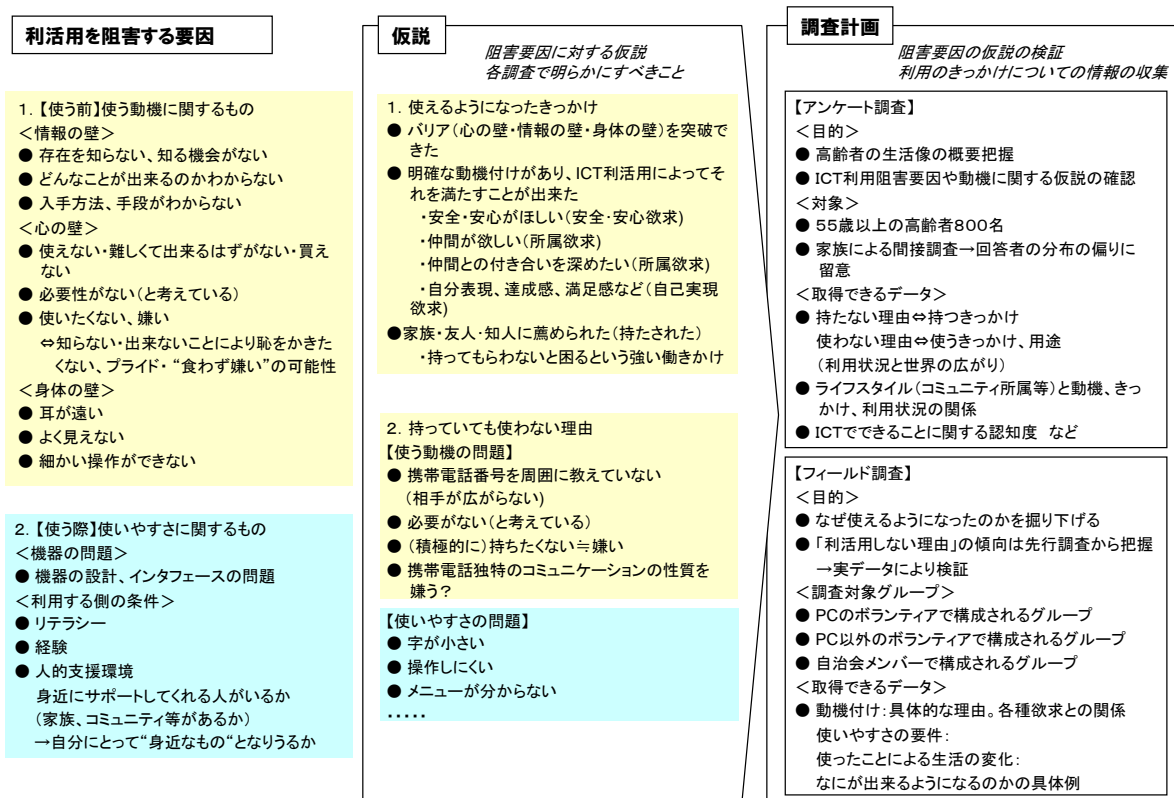 利活用を阻害する要因
1. 【使う前】使う動機に関するもの
＜情報の壁＞
● 存在を知らない、知る機会がない
● どんなことが出来るのかわからない
● 入手方法、手段がわからない
＜心の壁＞
● 使えない・難しくて出来るはずがない・買え
ない
● 必要性がない（と考えている）
● 使いたくない、嫌い
⇔知らない・出来ないことにより恥をかきた
くない、プライド・ “食わず嫌い”の可能性
＜身体の壁＞
● 耳が遠い
● よく見えない
● 細かい操作ができない
2. 【使う際】使いやすさに関するもの
＜機器の問題＞
● 機器の設計、インタフェースの問題
＜利用する側の条件＞
● リテラシー
● 経験
● 人的支援環境
身近にサポートしてくれる人がいるか
（家族、コミュニティ等があるか）
→自分にとって“身近なもの“となりうるか
仮説
阻害要因に対する仮説
各調査で明らかにすべきこと
1. 使えるようになったきっかけ
● バリア（心の壁・情報の壁・身体の壁）を突破で
きた
● 明確な動機付けがあり、ICT利活用によってそ
れを満たすことが出来た
・安全・安心がほしい（安全・安心欲求）
・仲間が欲しい（所属欲求）
・仲間との付き合いを深めたい（所属欲求）
・自分表現、達成感、満足感など（自己実現
欲求）
●家族・友人・知人に薦められた（持たされた）
・持ってもらわないと困るという強い働きかけ
2. 持っていても使わない理由
【使う動機の問題】
● 携帯電話番号を周囲に教えていない
（相手が広がらない）
● 必要がない（と考えている）
● （積極的に）持ちたくない≒嫌い
● 携帯電話独特のコミュニケーションの性質を
嫌う？
【使いやすさの問題】
● 字が小さい
● 操作しにくい
● メニューが分からない
・・・・・
調査計画
阻害要因の仮説の検証
利用のきっかけについての情報の収集
【アンケート調査】
＜目的＞
● 高齢者の生活像の概要把握
● ICT利用阻害要因や動機に関する仮説の確認
＜対象＞
● 55歳以上の高齢者800名
● 家族による間接調査→回答者の分布の偏りに
留意
＜取得できるデータ＞
● 持たない理由⇔持つきっかけ
使わない理由⇔使うきっかけ、用途
（利用状況と世界の広がり）
● ライフスタイル（コミュニティ所属等）と動機、きっ
かけ、利用状況の関係
● ICTでできることに関する認知度 など
【フィールド調査】
＜目的＞
● なぜ使えるようになったのかを掘り下げる
● 「利活用しない理由」の傾向は先行調査から把握
→実データにより検証
＜調査対象グループ＞
● PCのボランティアで構成されるグループ
● PC以外のボランティアで構成されるグループ
● 自治会メンバーで構成されるグループ
＜取得できるデータ＞
● 動機付け：具体的な理由。各種欲求との関係
使いやすさの要件：
使ったことによる生活の変化：
なにが出来るようになるのかの具体例